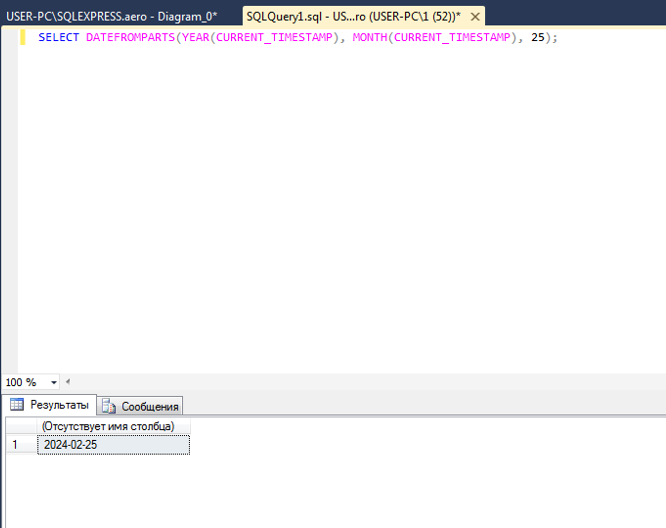 USER-PC\SQLEXPRESS.aero - Diagram_0*
SQLQuery1.sql - US...ro (USER-PC\1 (52))*
SELECT DATEFROMPARTS(YEAR(CURRENT_TIMESTAMP), MONTH(CURRENT_TIMESTAMP), 25);
100 %
Результаты
Сообщения
(Отсутствует имя столбца)
1 2024-02-25